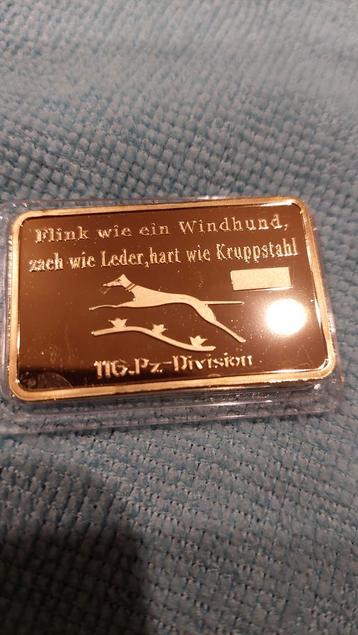 Flink wie ein Windhund,
zach wie Leder,hart wie Kruppstahl
116.Pz-Division